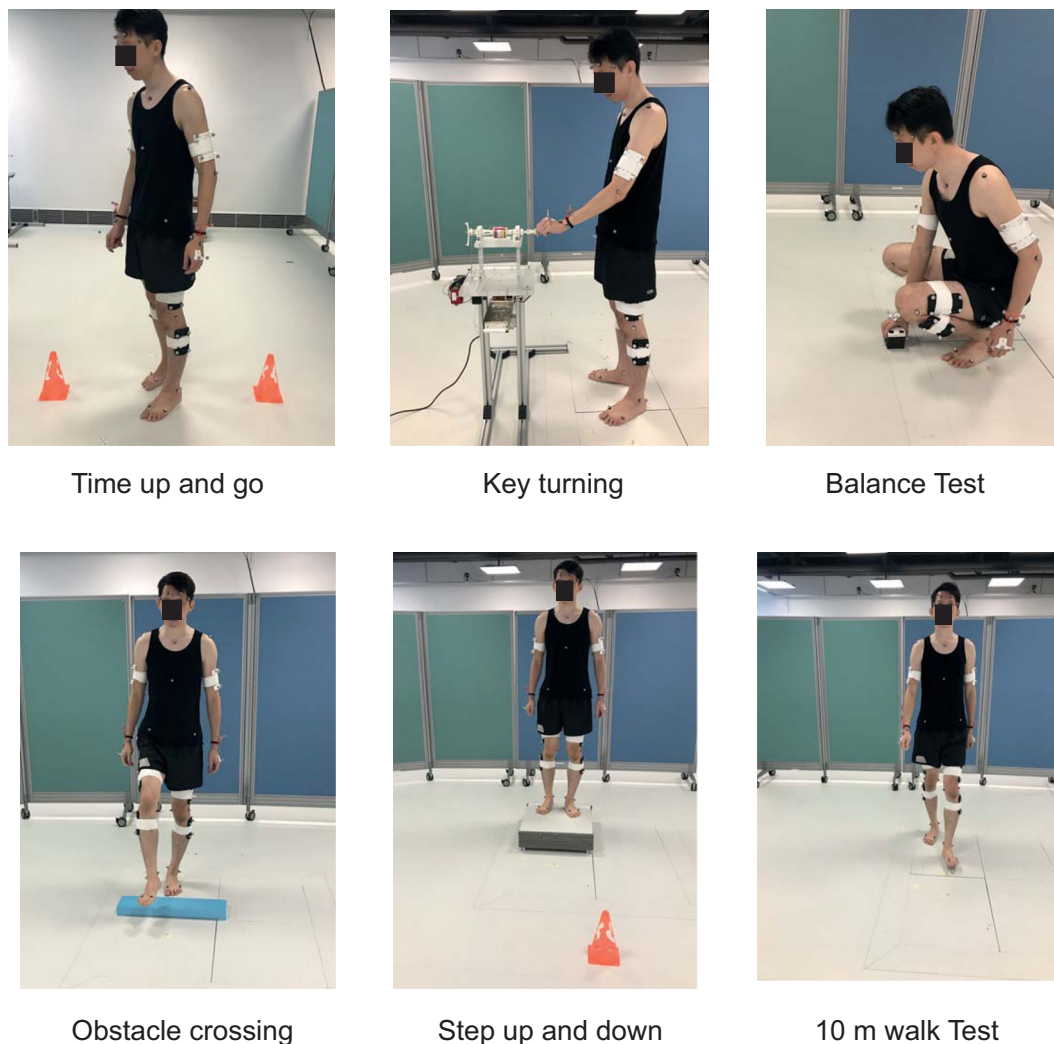 Time up and go
Key turning
Balance Test
Obstacle crossing
Step up and down
10 m walk Test